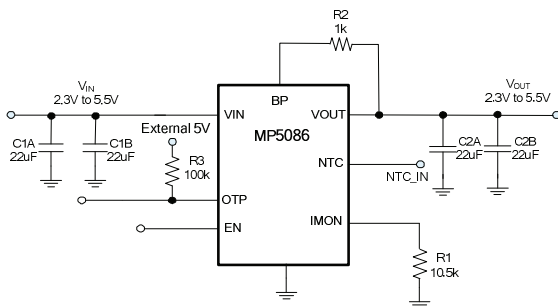 R2
1k
VIN
2.3V to 5.5V
BP
VOUT
2.3V to 5.5V
VIN
VOUT
C1A
22uF
C1B
22uF
External 5V
MP5086
C2A
22uF
C2B
22uF
R3
100k
NTC
NTC_IN
OTP
EN
IMON
R1
10.5k